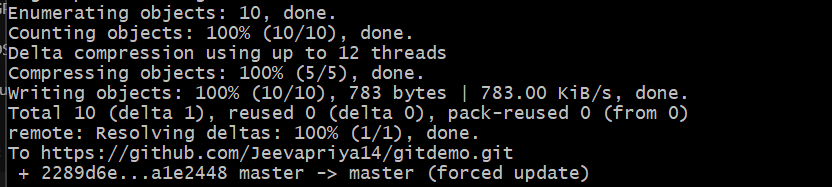 Enumerating objects: 10, done.
Counting objects: 100% (10/10), done.
Delta compression using up to 12 threads
Compressing objects: 100% (5/5), done.
Writing objects: 100% (10/10), 783 bytes | 783.00 KiB/s, done.
Total 10 (delta 1), reused 0 (delta 0), pack-reused 0 (from 0)
remote: Resolving deltas: 100% (1/1), done.
To https://github.com/Jeevapriya14/gitdemo.git
 + 2289d6e...a1e2448 master -> master (forced update)